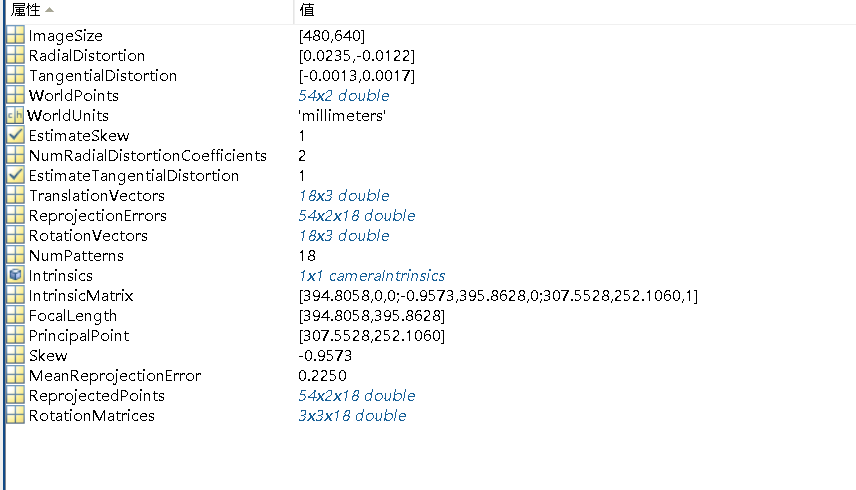 属性 值
ImageSize [480,640]
RadialDistortion [0.0235,-0.0122]
TangentialDistortion [-0.0013,0.0017]
WorldPoints 54x2 double
ch WorldUnits 'millimeters'
EstimateSkew 1
NumRadialDistortionCoefficients 2
EstimateTangentialDistortion 1
TranslationVectors 18x3 double
ReprojectionErrors 54x2x18 double
RotationVectors 18x3 double
NumPatterns 18
Intrinsics 1x1 cameraIntrinsics
IntrinsicMatrix [394.8058,0,0;-0.9573,395.8628,0;307.5528,252.1060,1]
FocalLength [394.8058,395.8628]
PrincipalPoint [307.5528,252.1060]
Skew -0.9573
MeanReprojectionError 0.2250
ReprojectedPoints 54x2x18 double
RotationMatrices 3x3x18 double